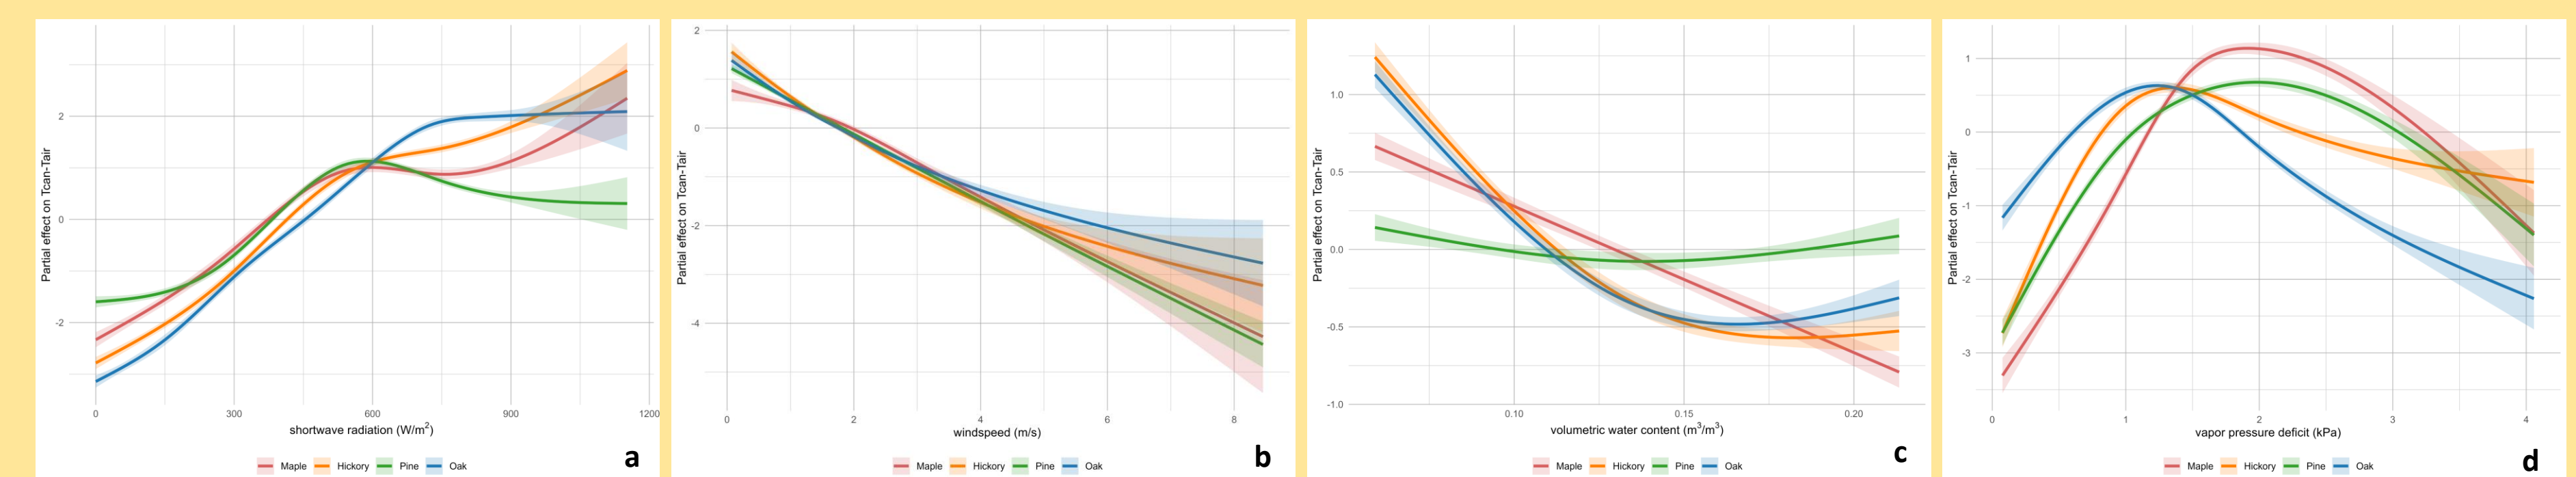 Partial effect on Tcan-Tair
2
0
-2
0
300
600
900
1200
shortwave radiation (W/m²)
Maple Hickory Pine Oak
a
Partial effect on Tcan-Tair
2
0
-2
-4
0
2
4
6
8
windspeed (m/s)
Maple Hickory Pine Oak
b
Partial effect on Tcan-Tair
1.0
0.5
0.0
-0.5
-1.0
0.10
0.15
0.20
volumetric water content (m³/m³)
Maple Hickory Pine Oak
c
Partial effect on Tcan-Tair
1
0
-1
-2
-3
0
1
2
3
4
vapor pressure deficit (kPa)
Maple Hickory Pine Oak
d